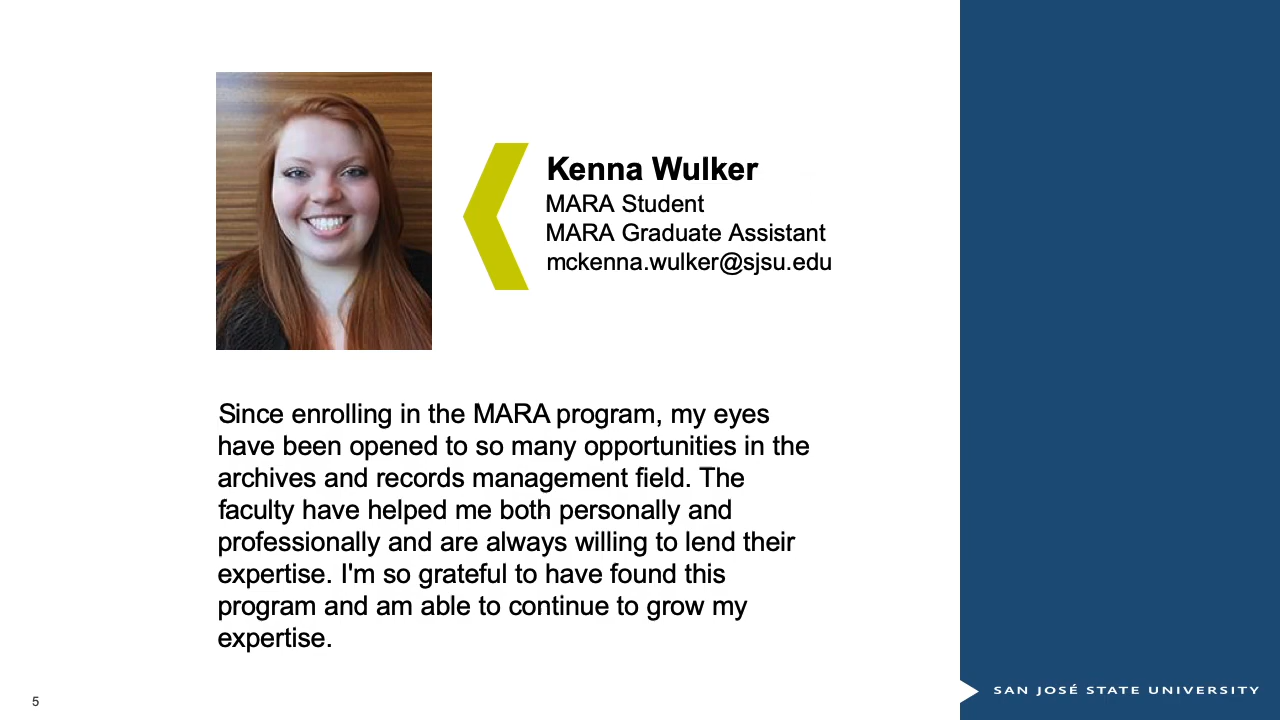 Kenna Wulker
MARA Student
MARA Graduate Assistant
mckenna.wulker@sjsu.edu
Since enrolling in the MARA program, my eyes
have been opened to so many opportunities in the
archives and records management field. The
faculty have helped me both personally and
professionally and are always willing to lend their
expertise. I'm so grateful to have found this
program and am able to continue to grow my
expertise.
5
SAN JOSÉ STATE UNIVERSITY